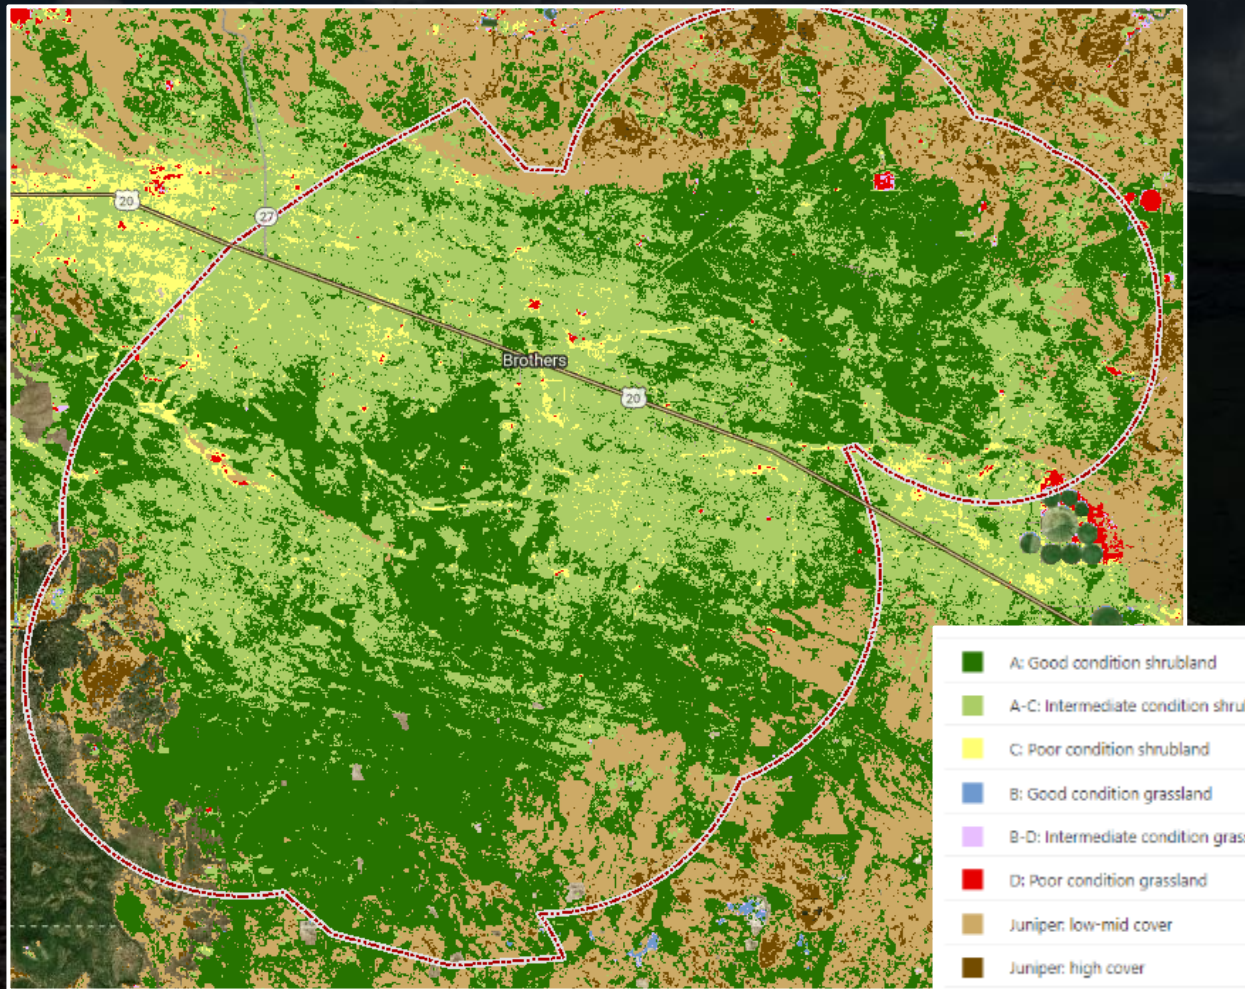 20
27
Brothers
20
A: Good condition shrubland
A-C: Intermediate condition shru
C: Poor condition shrubland
B: Good condition grassland
B-D: Intermediate condition gras
D: Poor condition grassland
Juniper: low-mid cover
Juniper: high cover